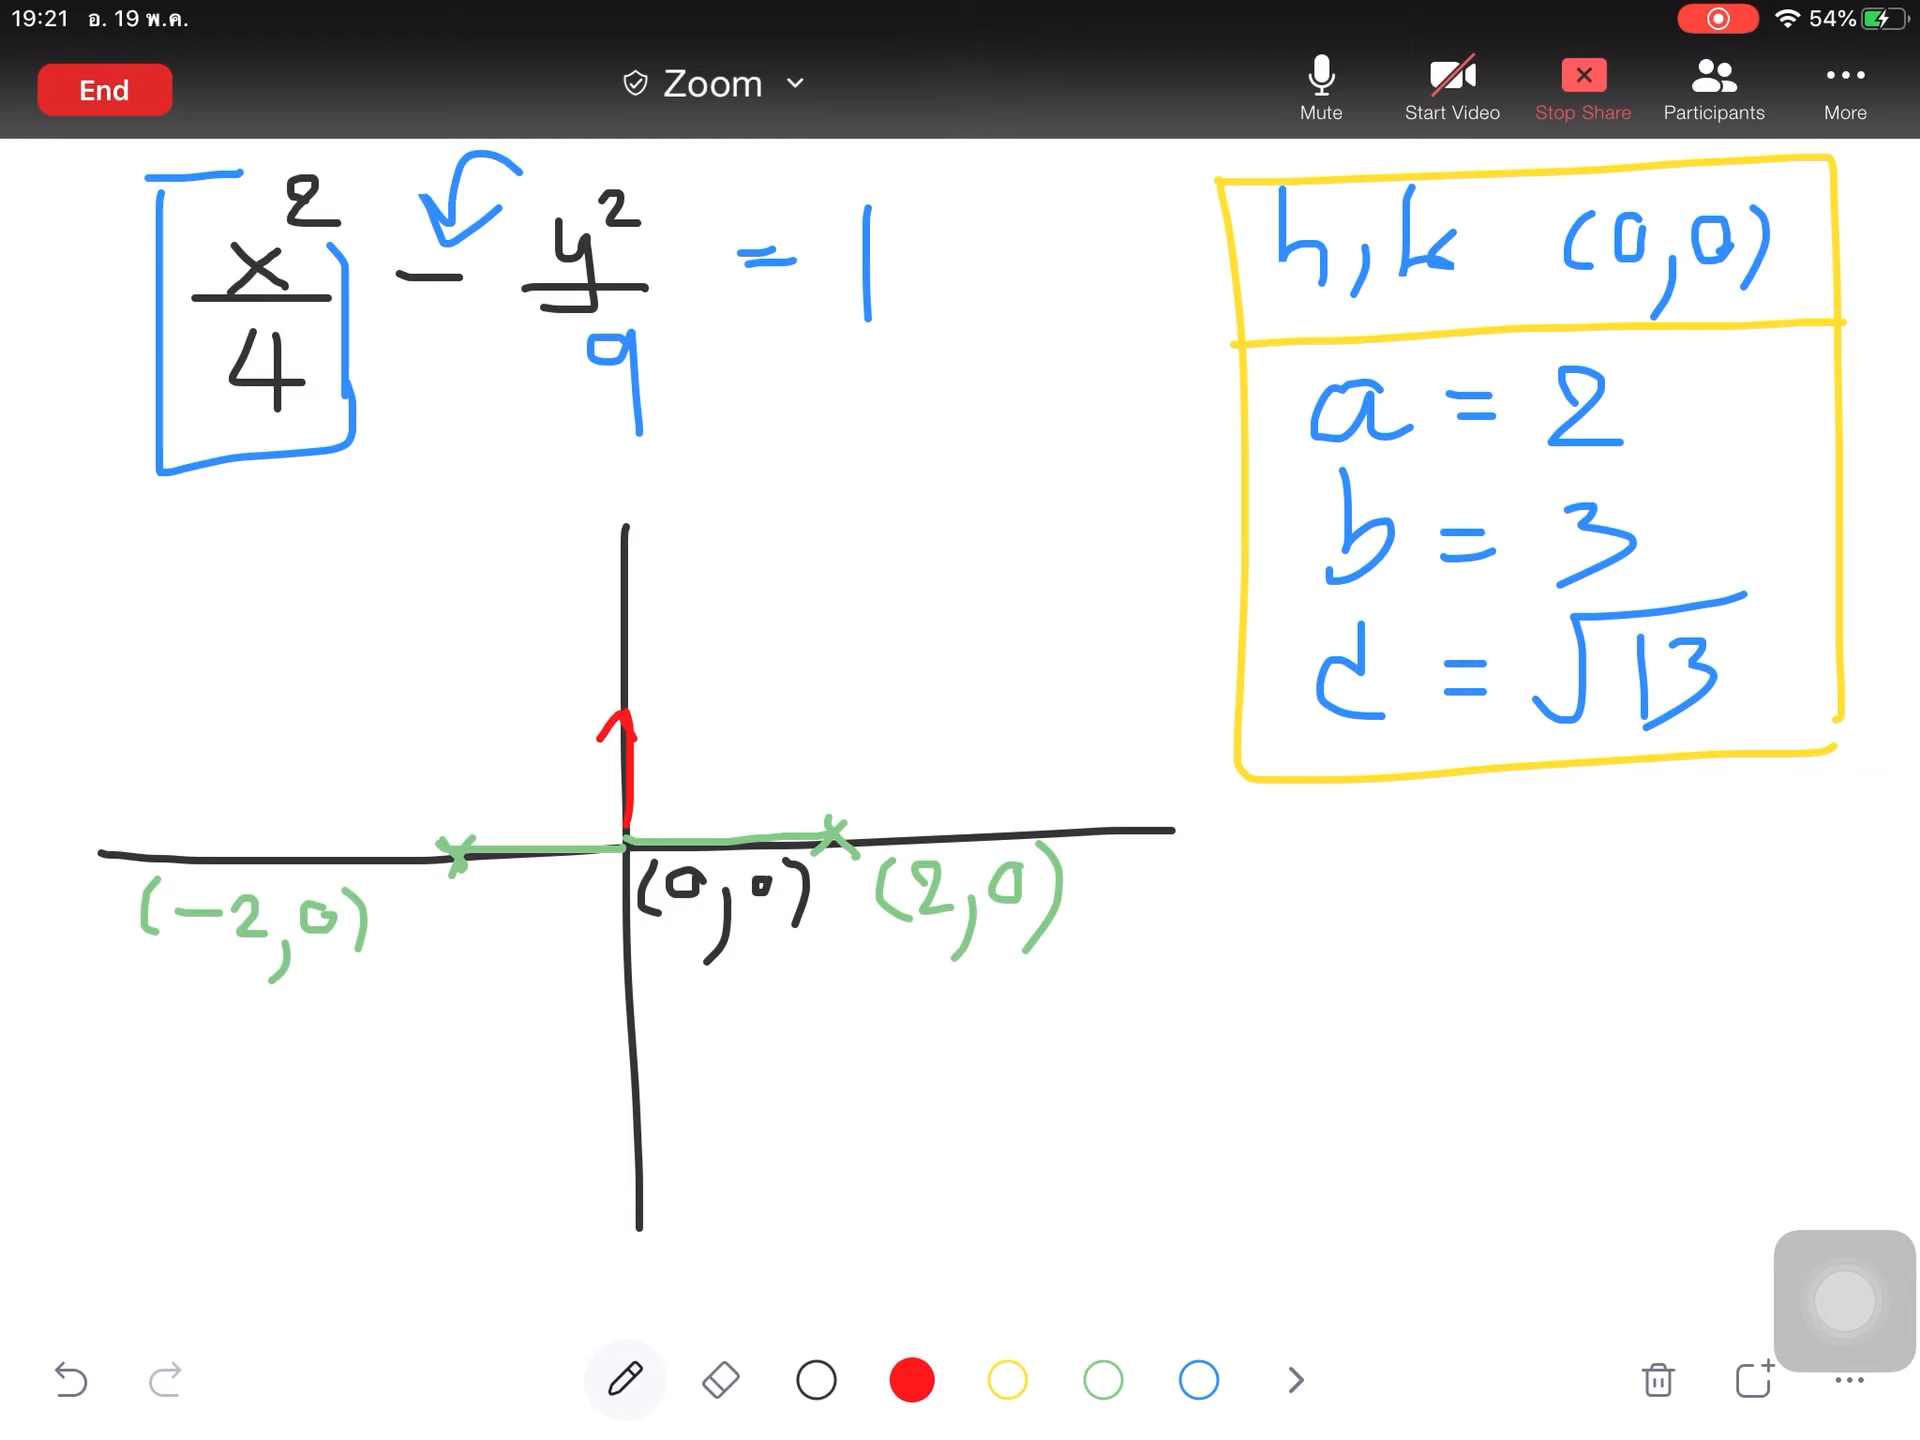 19:21 อ. 19 พ.ค.
54%
End
Zoom
Mute
Start Video
Stop Share
Participants
More
x²/4 - y²/9 = 1
h, k (0,0)
a = 2
b = 3
c = √13
(-2,0)
(0,0)
(2,0)